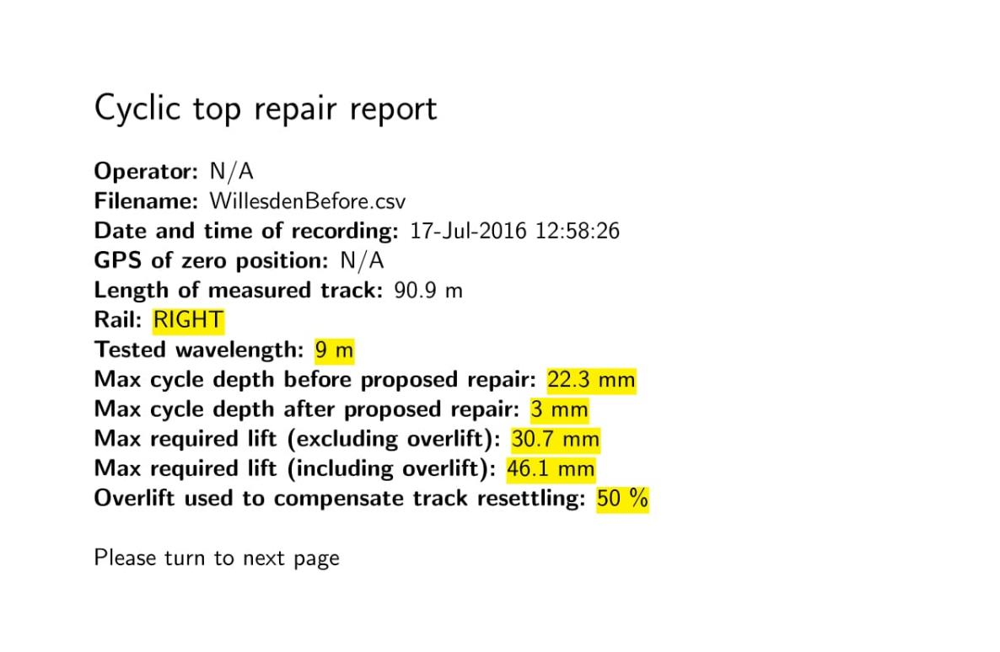 Cyclic top repair report
Operator: N/A
Filename: WillesdenBefore.csv
Date and time of recording: 17-Jul-2016 12:58:26
GPS of zero position: N/A
Length of measured track: 90.9 m
Rail: RIGHT
Tested wavelength: 9 m
Max cycle depth before proposed repair: 22.3 mm
Max cycle depth after proposed repair: 3 mm
Max required lift (excluding overlift): 30.7 mm
Max required lift (including overlift): 46.1 mm
Overlift used to compensate track resettling: 50 %
Please turn to next page